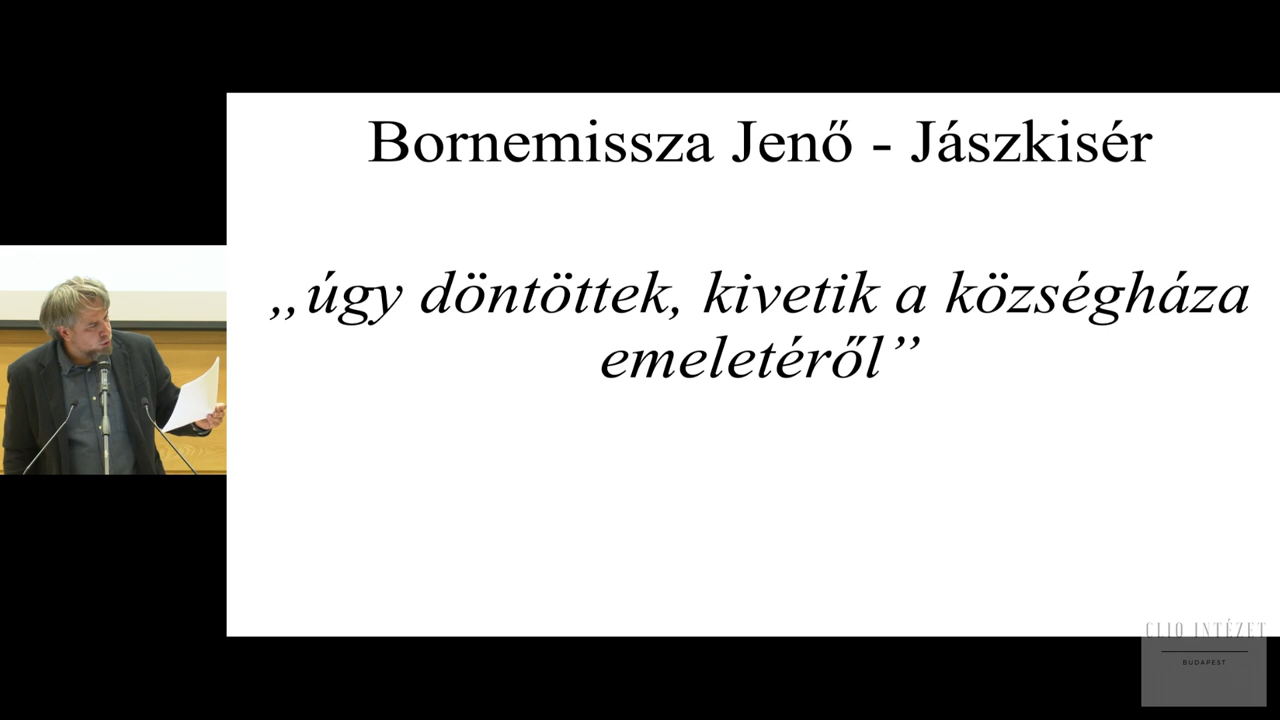 Bornemissza Jenő - Jászkisér
„úgy döntöttek, kivetik a községháza
emeletéről”
CLIO INTÉZET
BUDAPEST